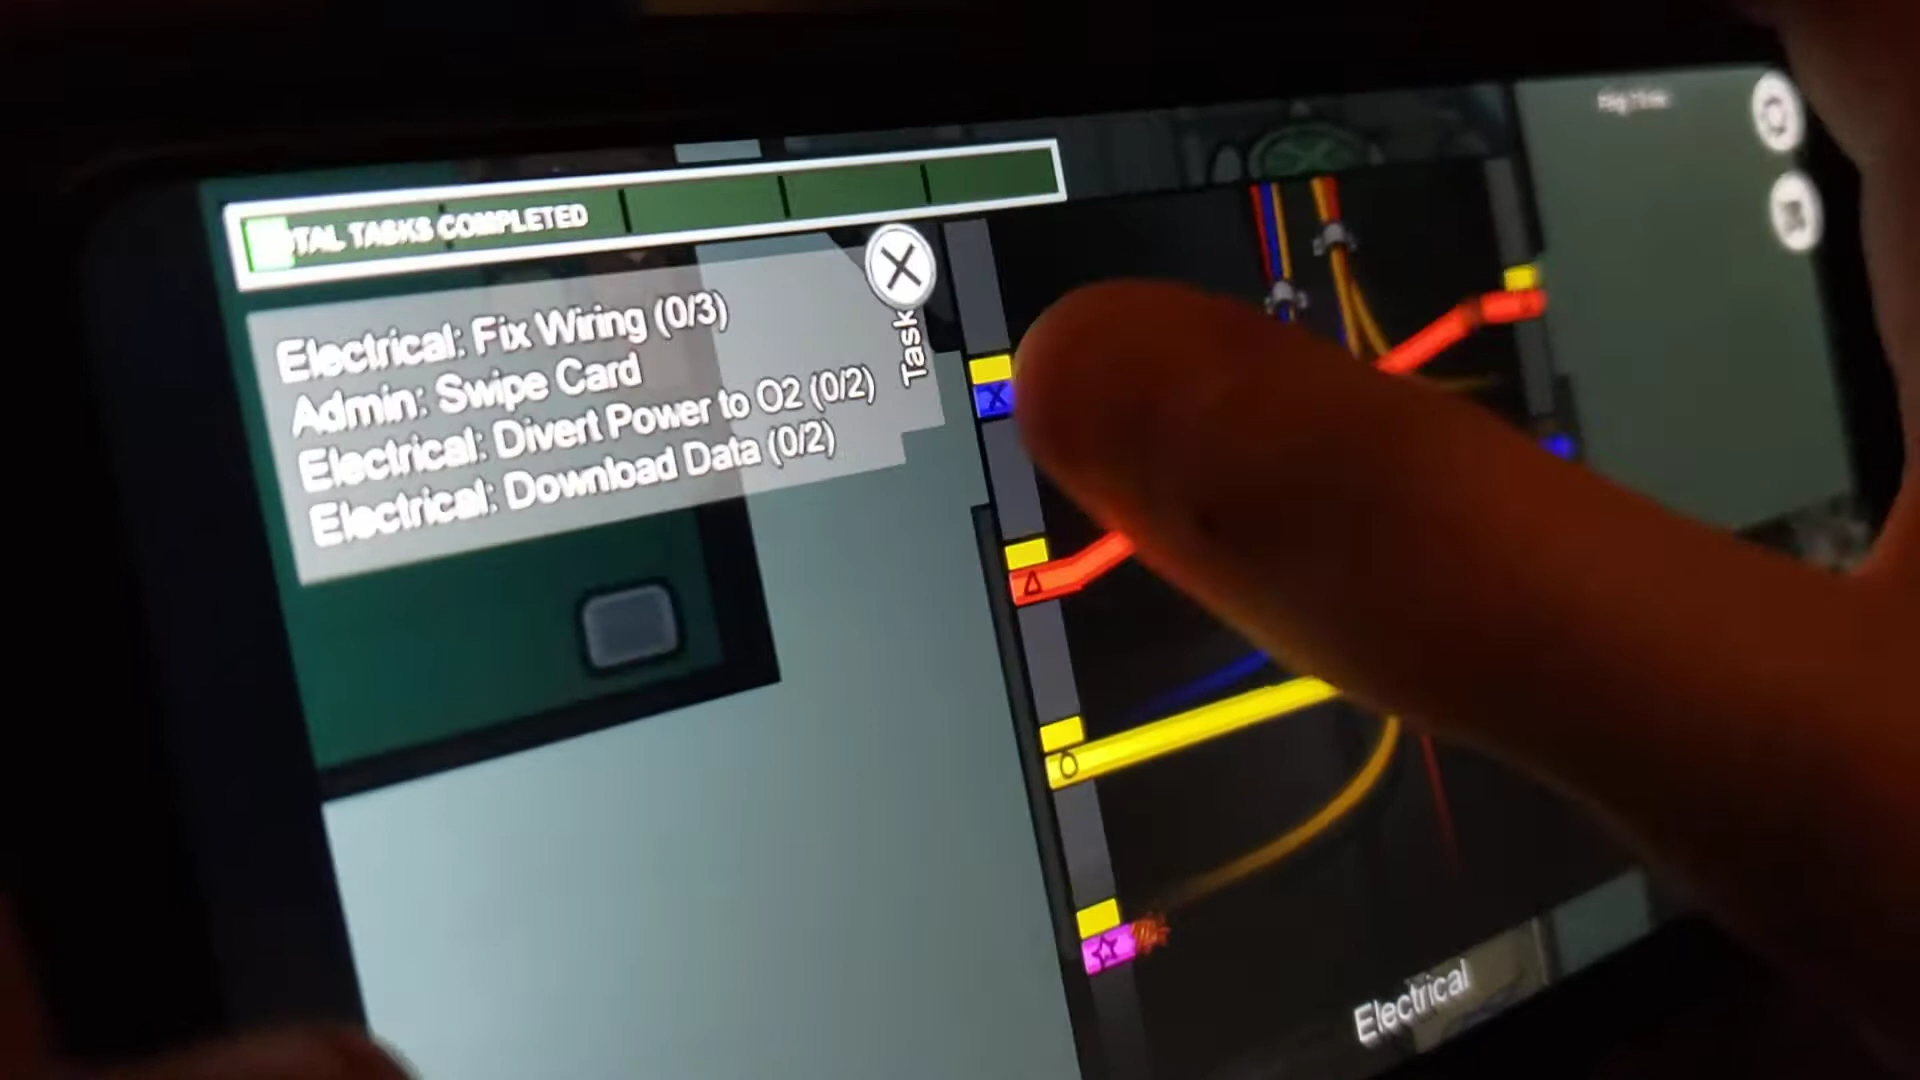 TOTAL TASKS COMPLETED
Electrical: Fix Wiring (0/3)
Admin: Swipe Card
Electrical: Divert Power to O2 (0/2)
Electrical: Download Data (0/2)
Task
Electrical